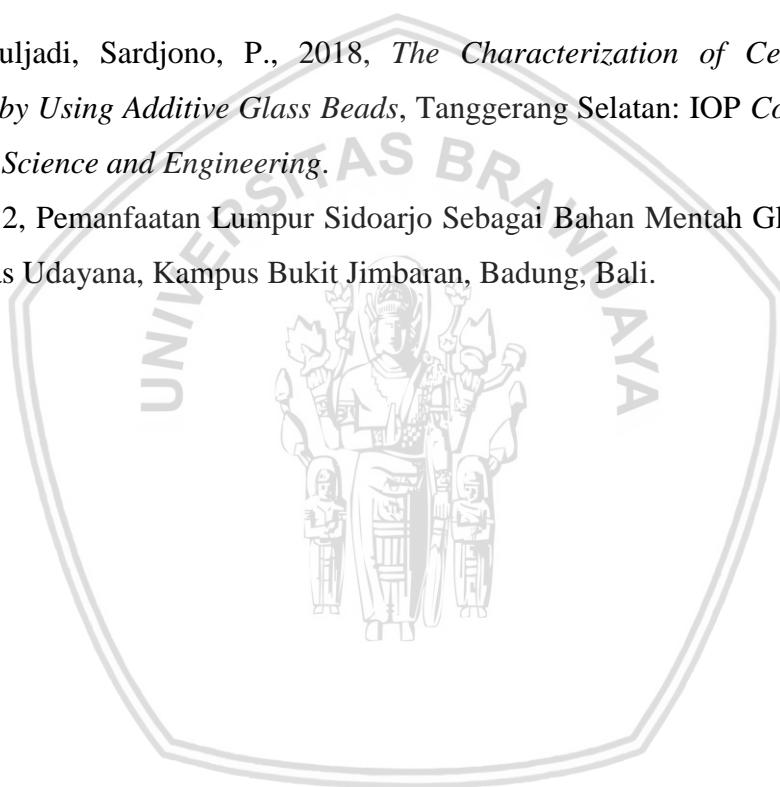 uljadi, Sardjono, P., 2018, The Characterization of Ce
by Using Additive Glass Beads, Tanggerang Selatan: IOP Co
Science and Engineering.
2, Pemanfaatan Lumpur Sidoarjo Sebagai Bahan Mentah Gl
as Udayana, Kampus Bukit Jimbaran, Badung, Bali.
UNIVERSITAS BRAWIJAYA